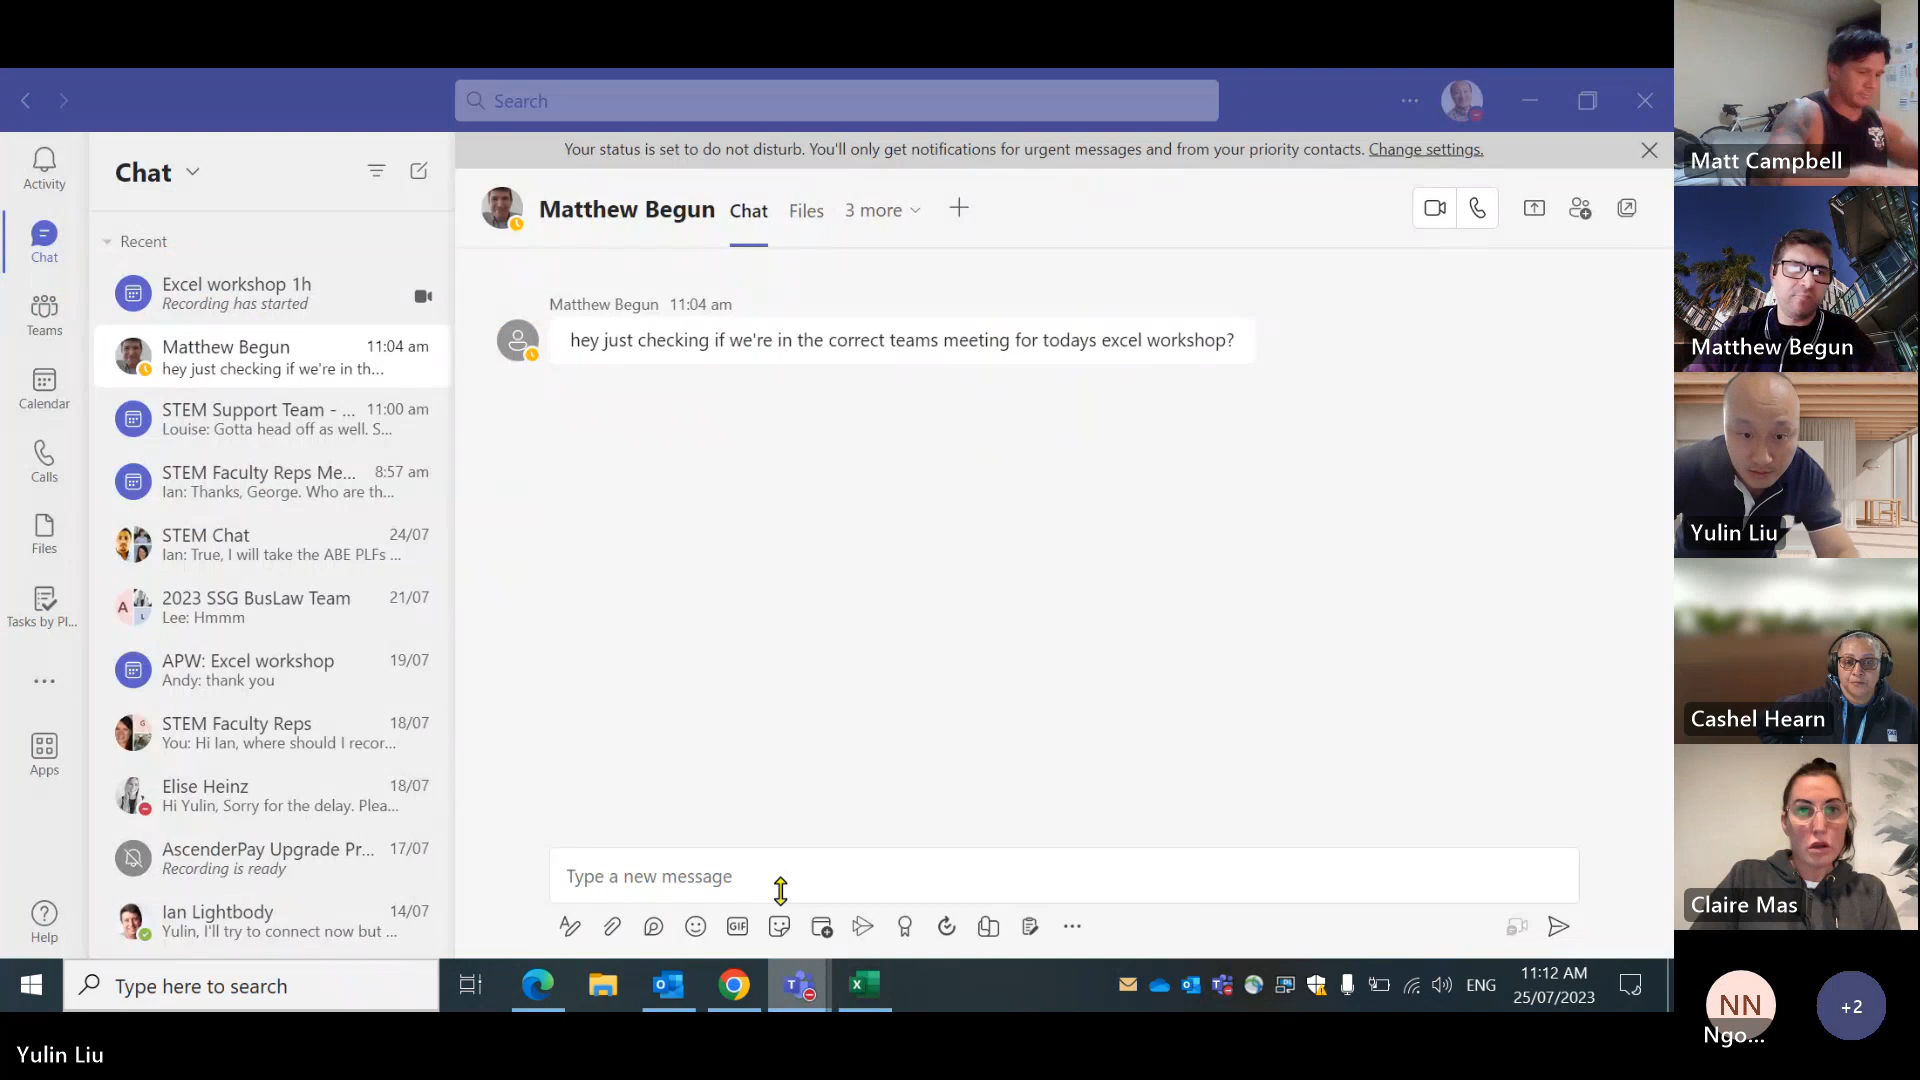 Search
Your status is set to do not disturb. You'll only get notifications for urgent messages and from your priority contacts. Change settings.
Activity
Chat
Teams
Calendar
Calls
Files
Tasks by Pl...
Apps
Help
Chat
Recent
Excel workshop 1h
Recording has started
Matthew Begun 11:04 am
hey just checking if we're in th...
STEM Support Team - ... 11:00 am
Louise: Gotta head off as well. S...
STEM Faculty Reps Me... 8:57 am
Ian: Thanks, George. Who are th...
STEM Chat 24/07
Ian: True, I will take the ABE PLFs ...
2023 SSG BusLaw Team 21/07
Lee: Hmmm
APW: Excel workshop 19/07
Andy: thank you
STEM Faculty Reps 18/07
You: Hi Ian, where should I recor...
Elise Heinz 18/07
Hi Yulin, Sorry for the delay. Plea...
AscenderPay Upgrade Pr... 17/07
Recording is ready
Ian Lightbody 14/07
Yulin, I'll try to connect now but ...
Matthew Begun Chat Files 3 more
Matthew Begun 11:04 am
hey just checking if we're in the correct teams meeting for todays excel workshop?
Type a new message
GIF
Type here to search
ENG
11:12 AM
25/07/2023
Matt Campbell
Matthew Begun
Yulin Liu
Cashel Hearn
Claire Mas
NN
Ngo...
+2
Yulin Liu